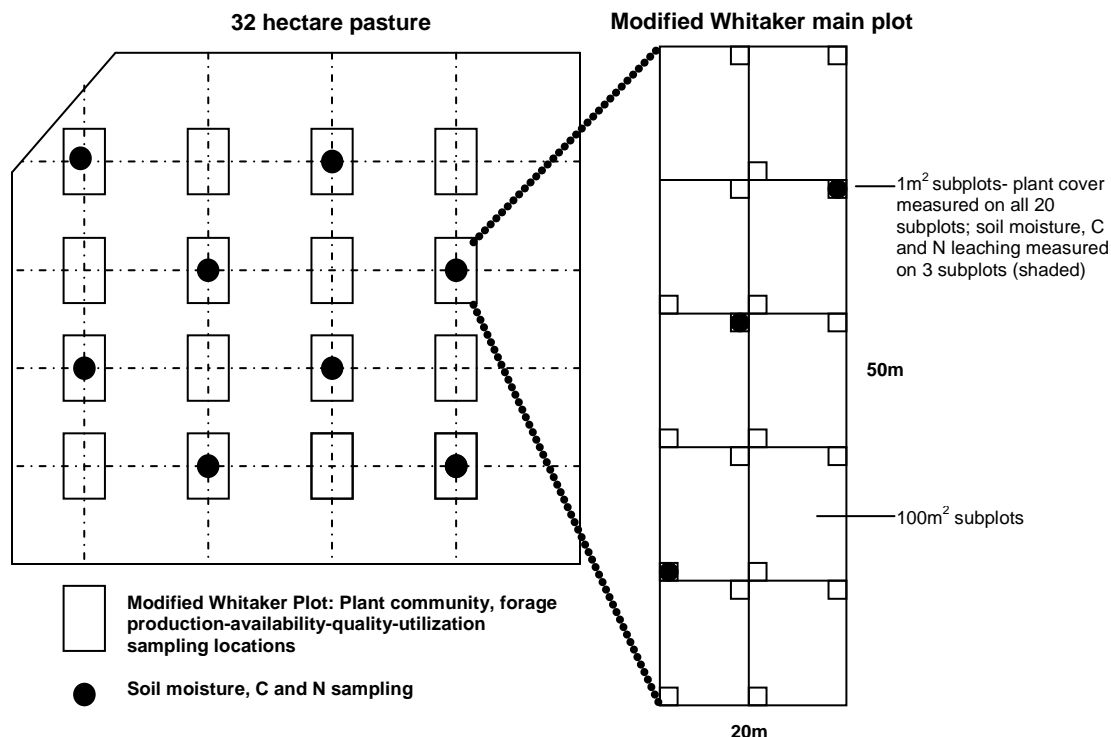 32 hectare pasture
Modified Whitaker main plot
1m² subplots- plant cover
measured on all 20
subplots; soil moisture, C
and N leaching measured
on 3 subplots (shaded)
50m
100m² subplots
Modified Whitaker Plot: Plant community, forage
production-availability-quality-utilization
sampling locations
Soil moisture, C and N sampling
20m